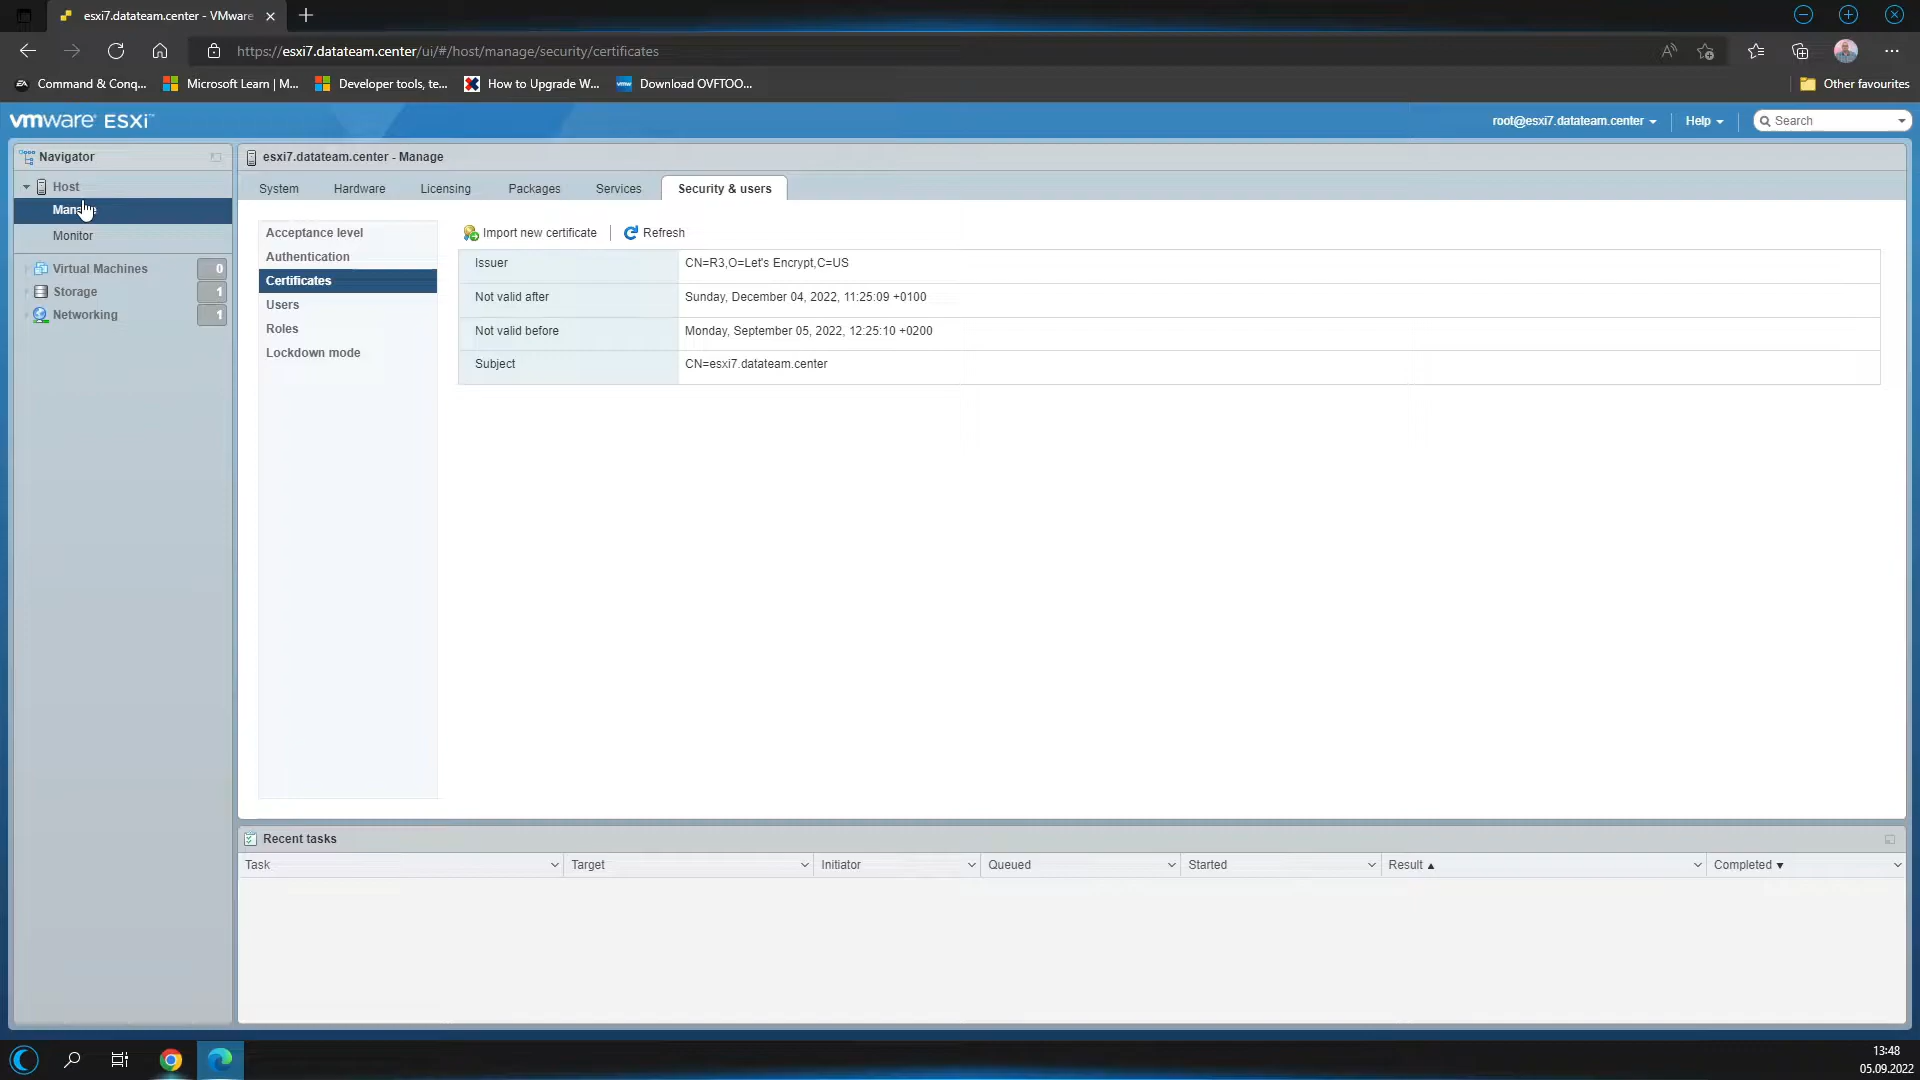 esxi7.datateam.center - VMware
https://esxi7.datateam.center/ui/#/host/manage/security/certificates
Command & Conq...
Microsoft Learn | M...
Developer tools, te...
How to Upgrade W...
Download OVFTOO...
Other favourites
vmware ESXi
root@esxi7.datateam.center
Help
Search
Navigator
Host
Manage
Monitor
Virtual Machines 0
Storage 1
Networking 1
esxi7.datateam.center - Manage
System
Hardware
Licensing
Packages
Services
Security & users
Acceptance level
Authentication
Certificates
Users
Roles
Lockdown mode
Import new certificate
Refresh
Issuer CN=R3,O=Let's Encrypt,C=US
Not valid after Sunday, December 04, 2022, 11:25:09 +0100
Not valid before Monday, September 05, 2022, 12:25:10 +0200
Subject CN=esxi7.datateam.center
Recent tasks
Task
Target
Initiator
Queued
Started
Result
Completed
13:48
05.09.2022